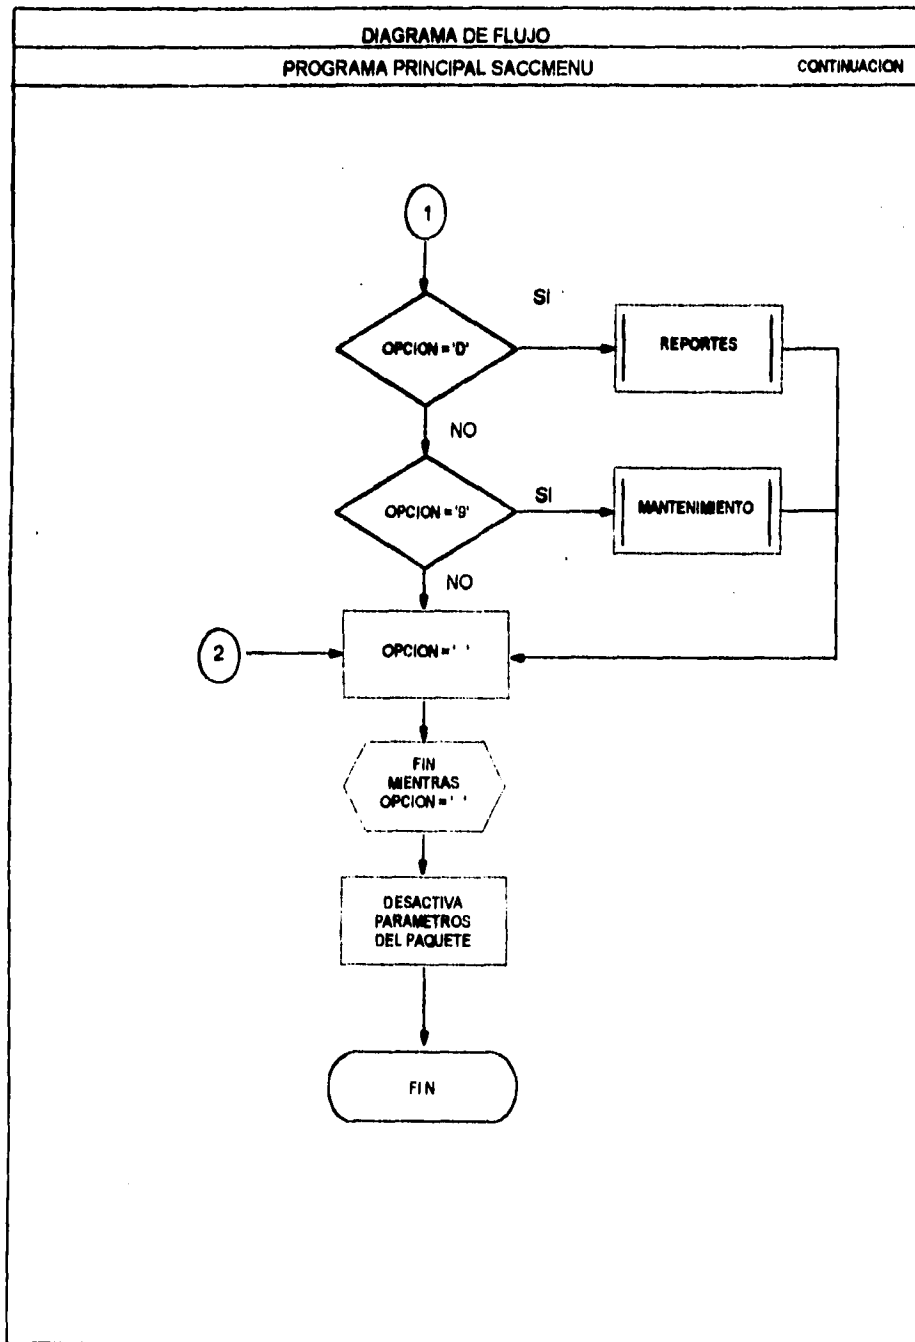 DIAGRAMA DE FLUJO
PROGRAMA PRINCIPAL SACCMENU
CONTINUACION
1
SI
OPCION = 'D'
REPORTES
NO
SI
OPCION = '9'
MANTENIMIENTO
NO
2
OPCION = ' '
FIN
MIENTRAS
OPCION = ' '
DESACTIVA
PARAMETROS
DEL PAQUETE
FIN